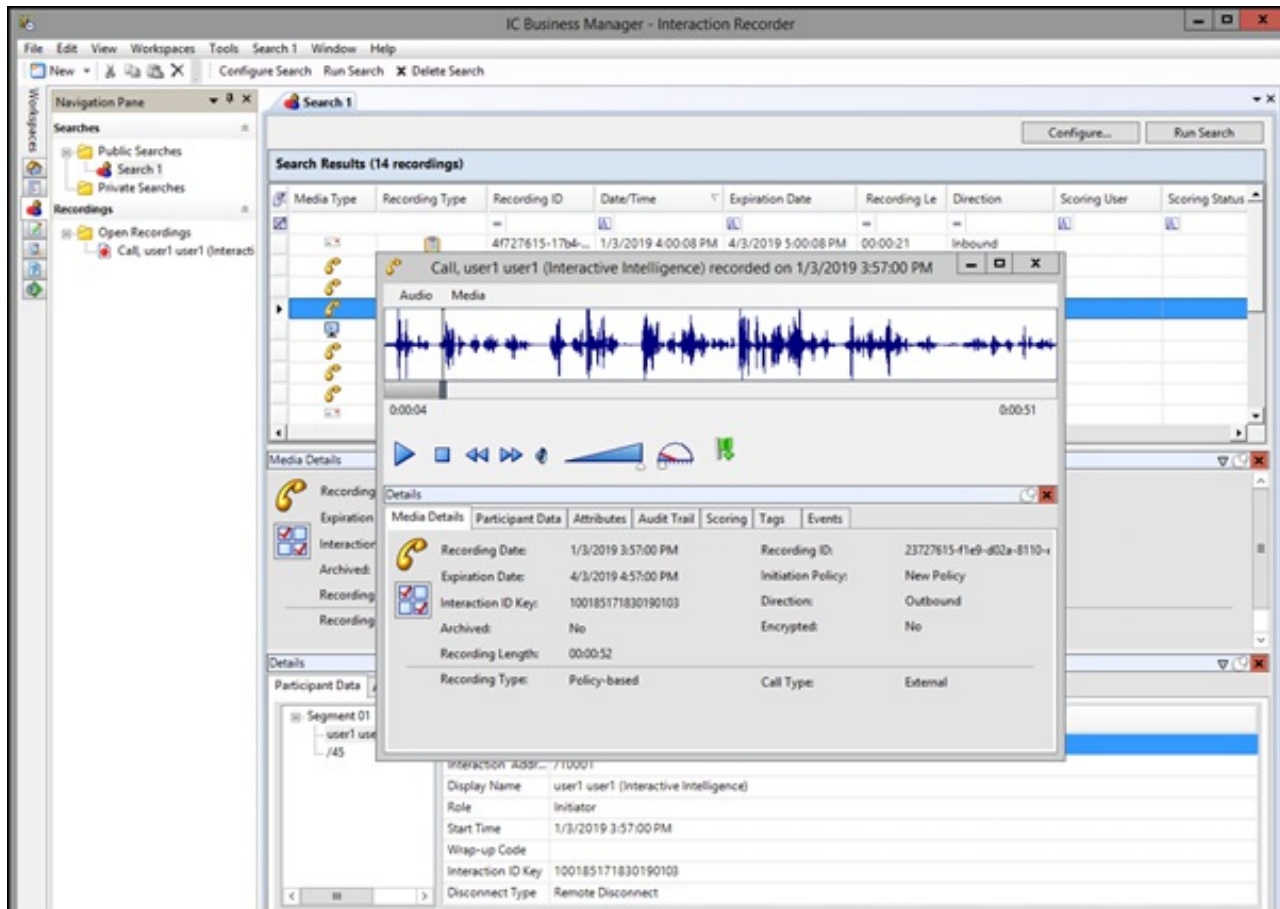 IC Business Manager - Interaction Recorder
File Edit View Workspaces Tools Search 1 Window Help
New Configure Search Run Search Delete Search
Workspaces
Navigation Pane
Searches
Public Searches
Search 1
Private Searches
Recordings
Open Recordings
Call, user1 user1 (Interacti
Search 1
Configure... Run Search
Search Results (14 recordings)
Media Type Recording Type Recording ID Date/Time Expiration Date Recording Le Direction Scoring User Scoring Status
4f727615-17b4-... 1/3/2019 4:00:08 PM 4/3/2019 5:00:08 PM 00:00:21 Inbound
Call, user1 user1 (Interactive Intelligence) recorded on 1/3/2019 3:57:00 PM
Audio Media
0:00:04 0:00:51
Details
Media Details Participant Data Attributes Audit Trail Scoring Tags Events
Recording Date: 1/3/2019 3:57:00 PM Recording ID: 23727615-f1e9-d02a-8110-
Expiration Date: 4/3/2019 4:57:00 PM Initiation Policy: New Policy
Interaction ID Key: 100185171830190103 Direction: Outbound
Archived: No Encrypted: No
Recording Length: 00:00:52
Recording Type: Policy-based Call Type: External
Media Details
Recording
Expiration
Interaction
Archived:
Recording
Recording
Details
Participant Data
Segment 01
user1 use
/45
Interaction Addr... /10001
Display Name user1 user1 (Interactive Intelligence)
Role Initiator
Start Time 1/3/2019 3:57:00 PM
Wrap-up Code
Interaction ID Key 100185171830190103
Disconnect Type Remote Disconnect